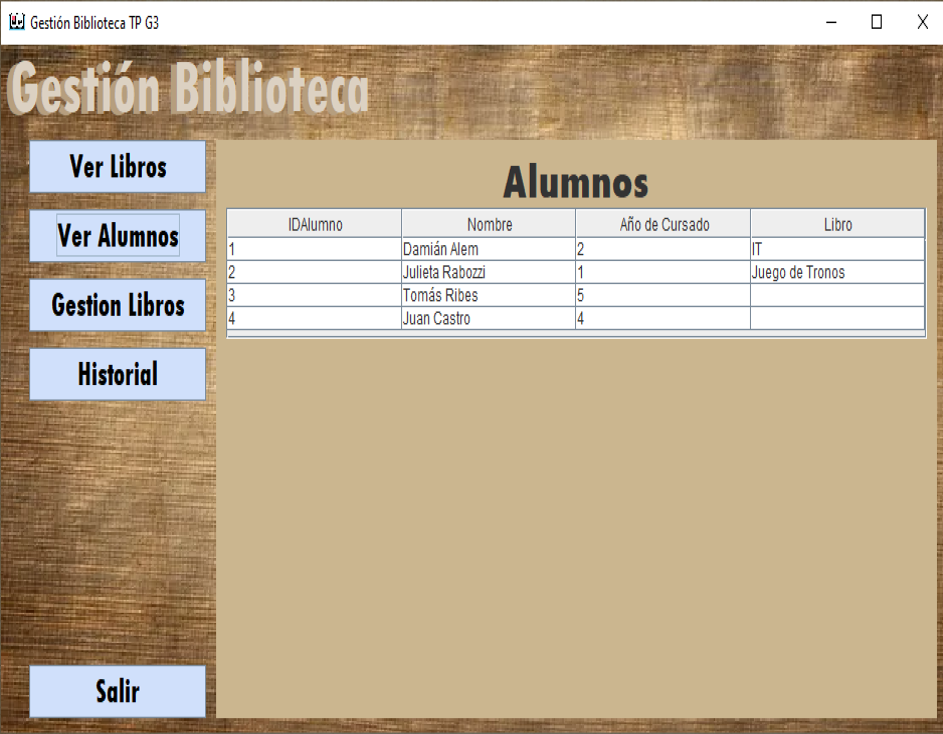 Gestión Biblioteca TP G3
Gestión Biblioteca
Ver Libros
Ver Alumnos
Gestion Libros
Historial
Salir
Alumnos
IDAlumno Nombre Año de Cursado Libro
1 Damián Alem 2 IT
2 Julieta Rabozzi 1 Juego de Tronos
3 Tomás Ribes 5
4 Juan Castro 4